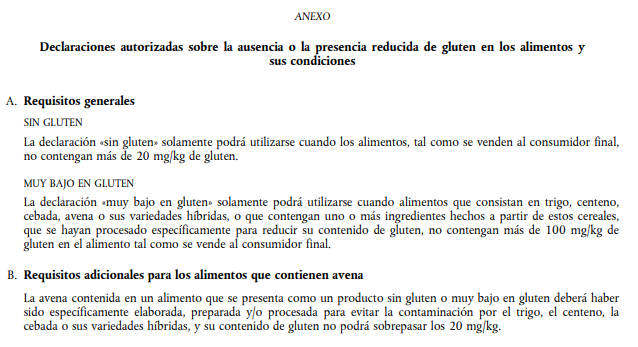 ANEXO
Declaraciones autorizadas sobre la ausencia o la presencia reducida de gluten en los alimentos y
sus condiciones
A. Requisitos generales
SIN GLUTEN
La declaración «sin gluten» solamente podrá utilizarse cuando los alimentos, tal como se venden al consumidor final,
no contengan más de 20 mg/kg de gluten.
MUY BAJO EN GLUTEN
La declaración «muy bajo en gluten» solamente podrá utilizarse cuando alimentos que consistan en trigo, centeno,
cebada, avena o sus variedades híbridas, o que contengan uno o más ingredientes hechos a partir de estos cereales,
que se hayan procesado específicamente para reducir su contenido de gluten, no contengan más de 100 mg/kg de
gluten en el alimento tal como se vende al consumidor final.
B. Requisitos adicionales para los alimentos que contienen avena
La avena contenida en un alimento que se presenta como un producto sin gluten o muy bajo en gluten deberá haber
sido específicamente elaborada, preparada y/o procesada para evitar la contaminación por el trigo, el centeno, la
cebada o sus variedades híbridas, y su contenido de gluten no podrá sobrepasar los 20 mg/kg.